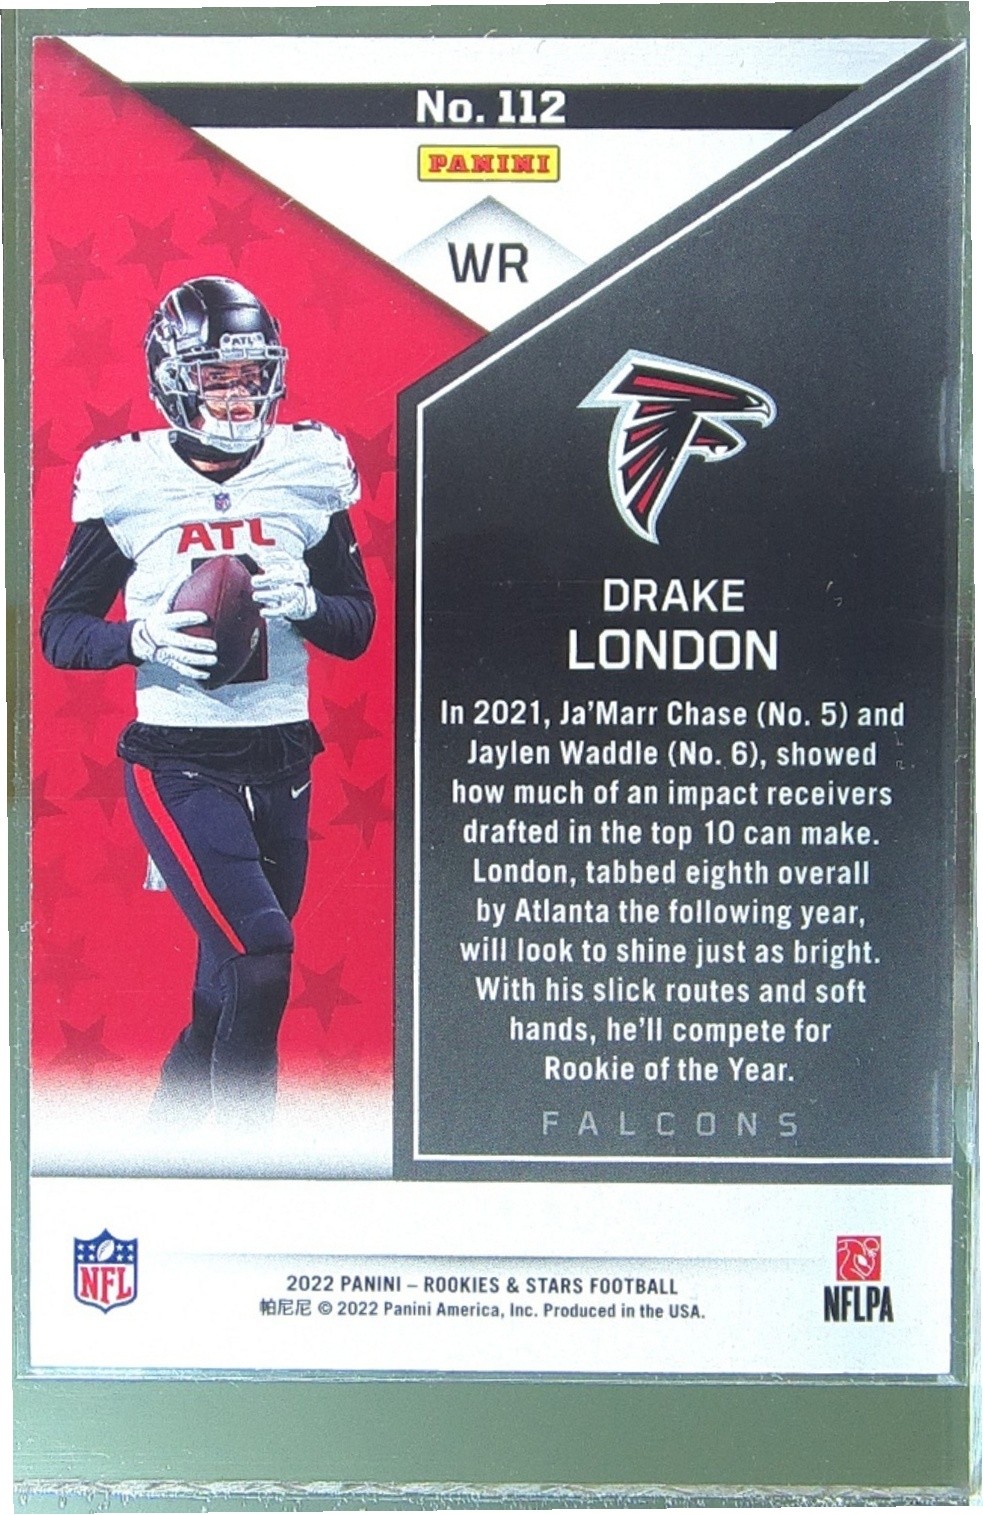 No. 112
PANINI
WR
ATL
ATL
DRAKE
LONDON
In 2021, Ja'Marr Chase (No. 5) and
Jaylen Waddle (No. 6), showed
how much of an impact receivers
drafted in the top 10 can make.
London, tabbed eighth overall
by Atlanta the following year,
will look to shine just as bright.
With his slick routes and soft
hands, he'll compete for
Rookie of the Year.
FALCONS
NFL
2022 PANINI – ROOKIES & STARS FOOTBALL
帕尼尼 © 2022 Panini America, Inc. Produced in the USA.
NFLPA